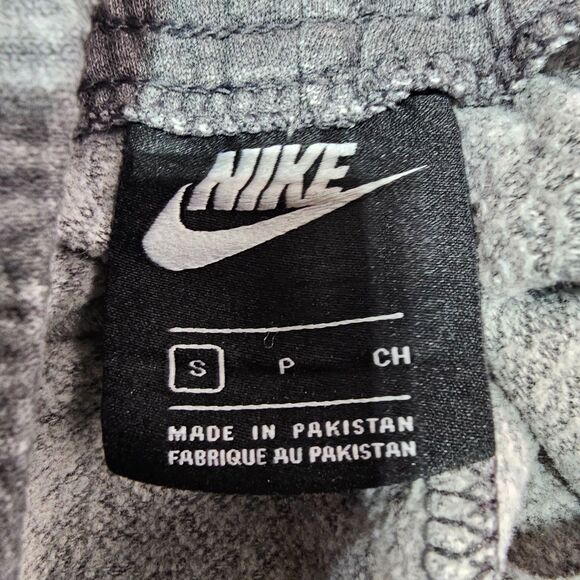 NIKE
S P CH
MADE IN PAKISTAN
FABRIQUE AU PAKISTAN